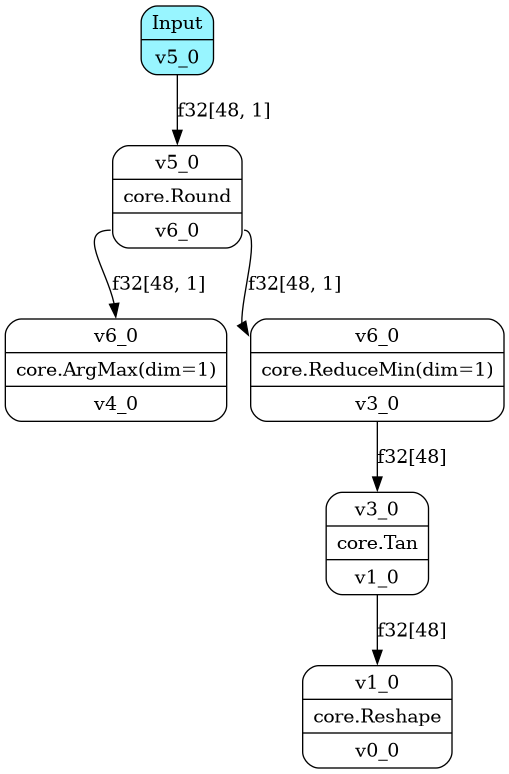 Input
v5_0
f32[48, 1]
v5_0
core.Round
v6_0
f32[48, 1]
f32[48, 1]
v6_0
core.ArgMax(dim=1)
v4_0
v6_0
core.ReduceMin(dim=1)
v3_0
f32[48]
v3_0
core.Tan
v1_0
f32[48]
v1_0
core.Reshape
v0_0